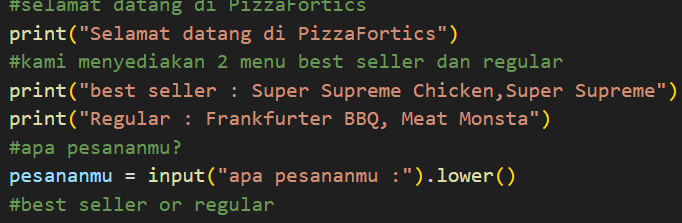 #selamat datang di PizzaFortics
print("Selamat datang di PizzaFortics")
#kami menyediakan 2 menu best seller dan regular
print("best seller : Super Supreme Chicken,Super Supreme")
print("Regular : Frankfurter BBQ, Meat Monsta")
#apa pesananmu?
pesananmu = input("apa pesananmu :").lower()
#best seller or regular